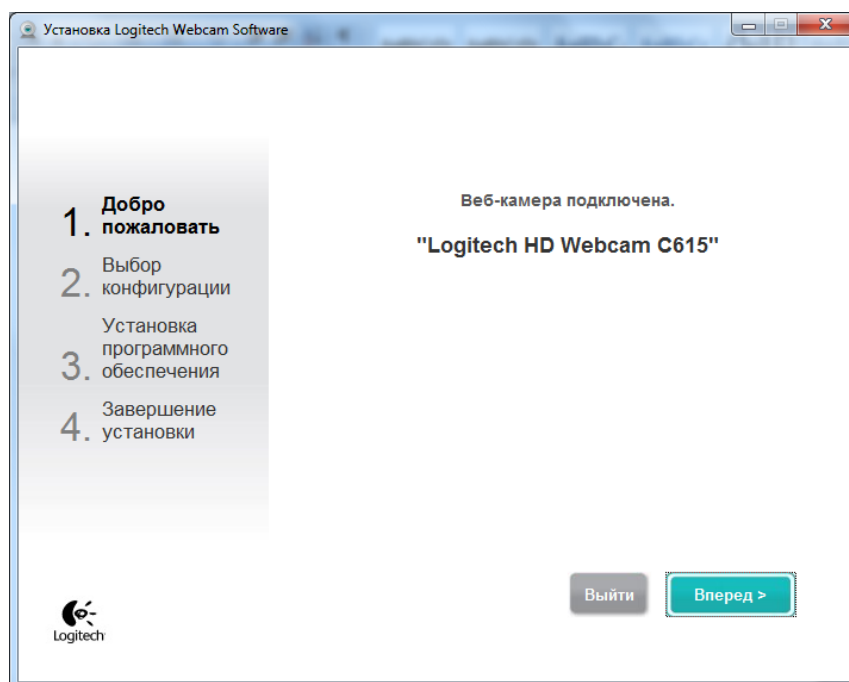 Установка Logitech Webcam Software
1. Добро
пожаловать
2. Выбор
конфигурации
3. Установка
программного
обеспечения
4. Завершение
установки
Веб-камера подключена.
"Logitech HD Webcam C615"
Выйти
Вперед >
Logitech